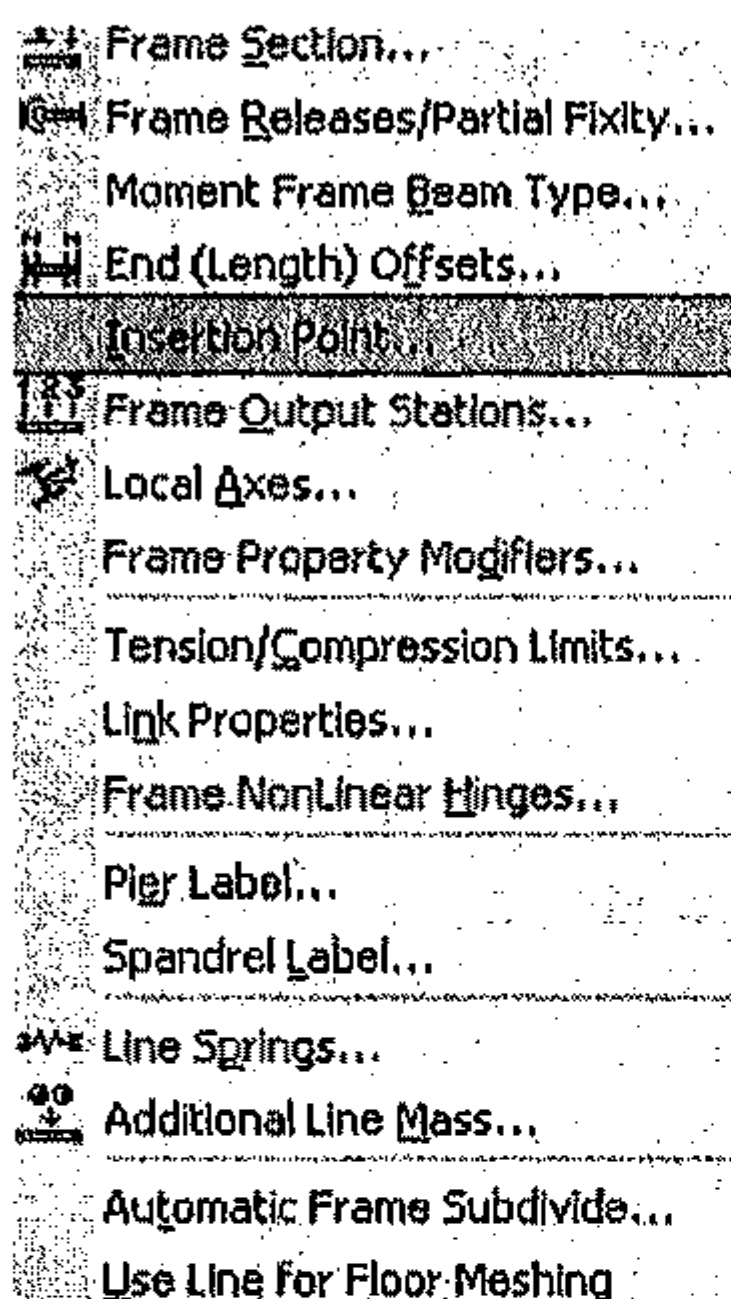 Frame Section...
Frame Releases/Partial Fixity...
Moment Frame Beam Type...
End (Length) Offsets...
Insertion Point...
Frame Output Stations...
Local Axes...
Frame Property Modifiers...
Tension/Compression Limits...
Link Properties...
Frame NonLinear Hinges...
Pier Label...
Spandrel Label...
Line Springs...
Additional Line Mass...
Automatic Frame Subdivide...
Use Line for Floor Meshing